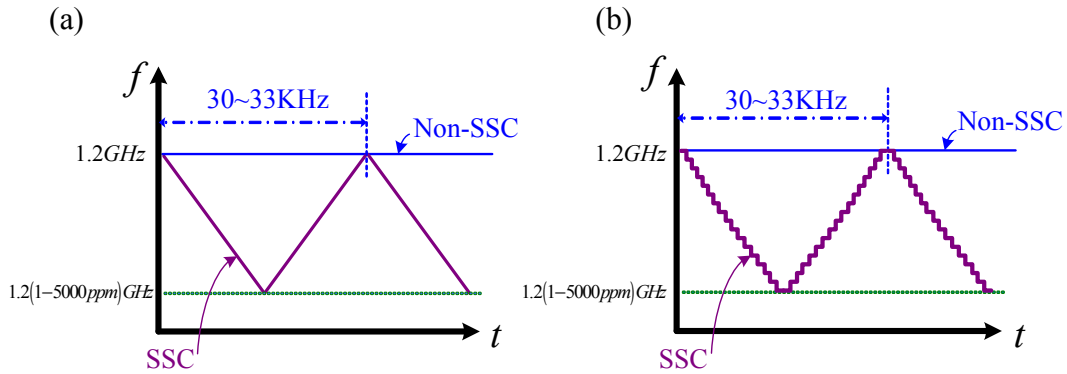 (a)
f
30~33KHz
Non-SSC
1.2GHz
1.2(1−5000ppm)GHz
SSC
t
(b)
f
30~33KHz
Non-SSC
1.2GHz
1.2(1−5000ppm)GHz
SSC
t